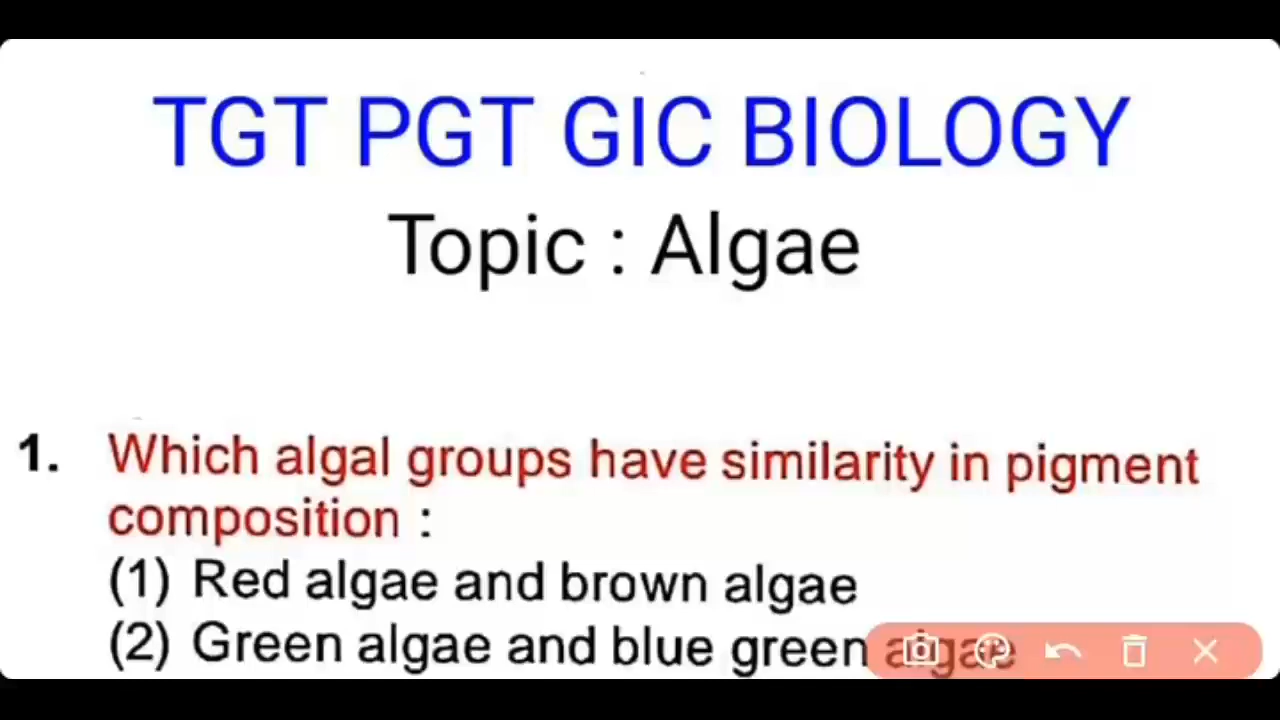 TGT PGT GIC BIOLOGY
Topic : Algae
1. Which algal groups have similarity in pigment
composition :
(1) Red algae and brown algae
(2) Green algae and blue green algae